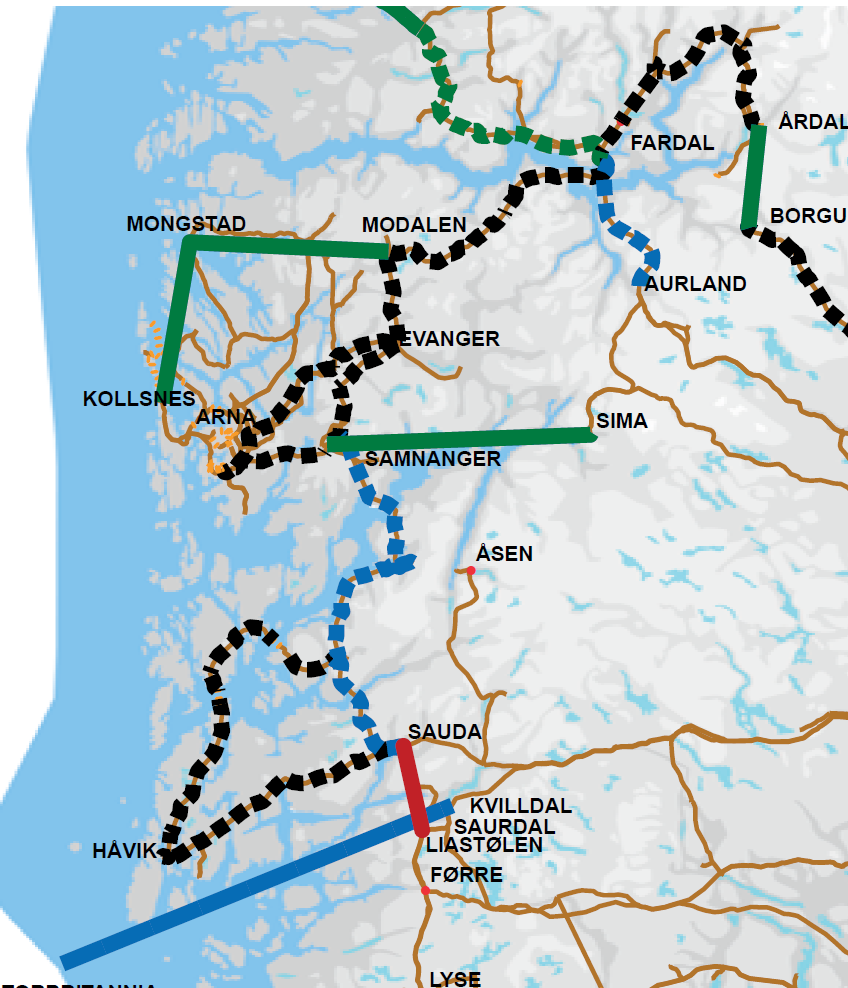 FARDAL
ÅRDAL
MONGSTAD
MODALEN
BORGU
AURLAND
EVANGER
KOLLSNES
ARNA
SIMA
SAMNANGER
ÅSEN
SAUDA
KVILLDAL
SAURDAL
LIASTØLEN
HÅVIK
FØRRE
LYSE